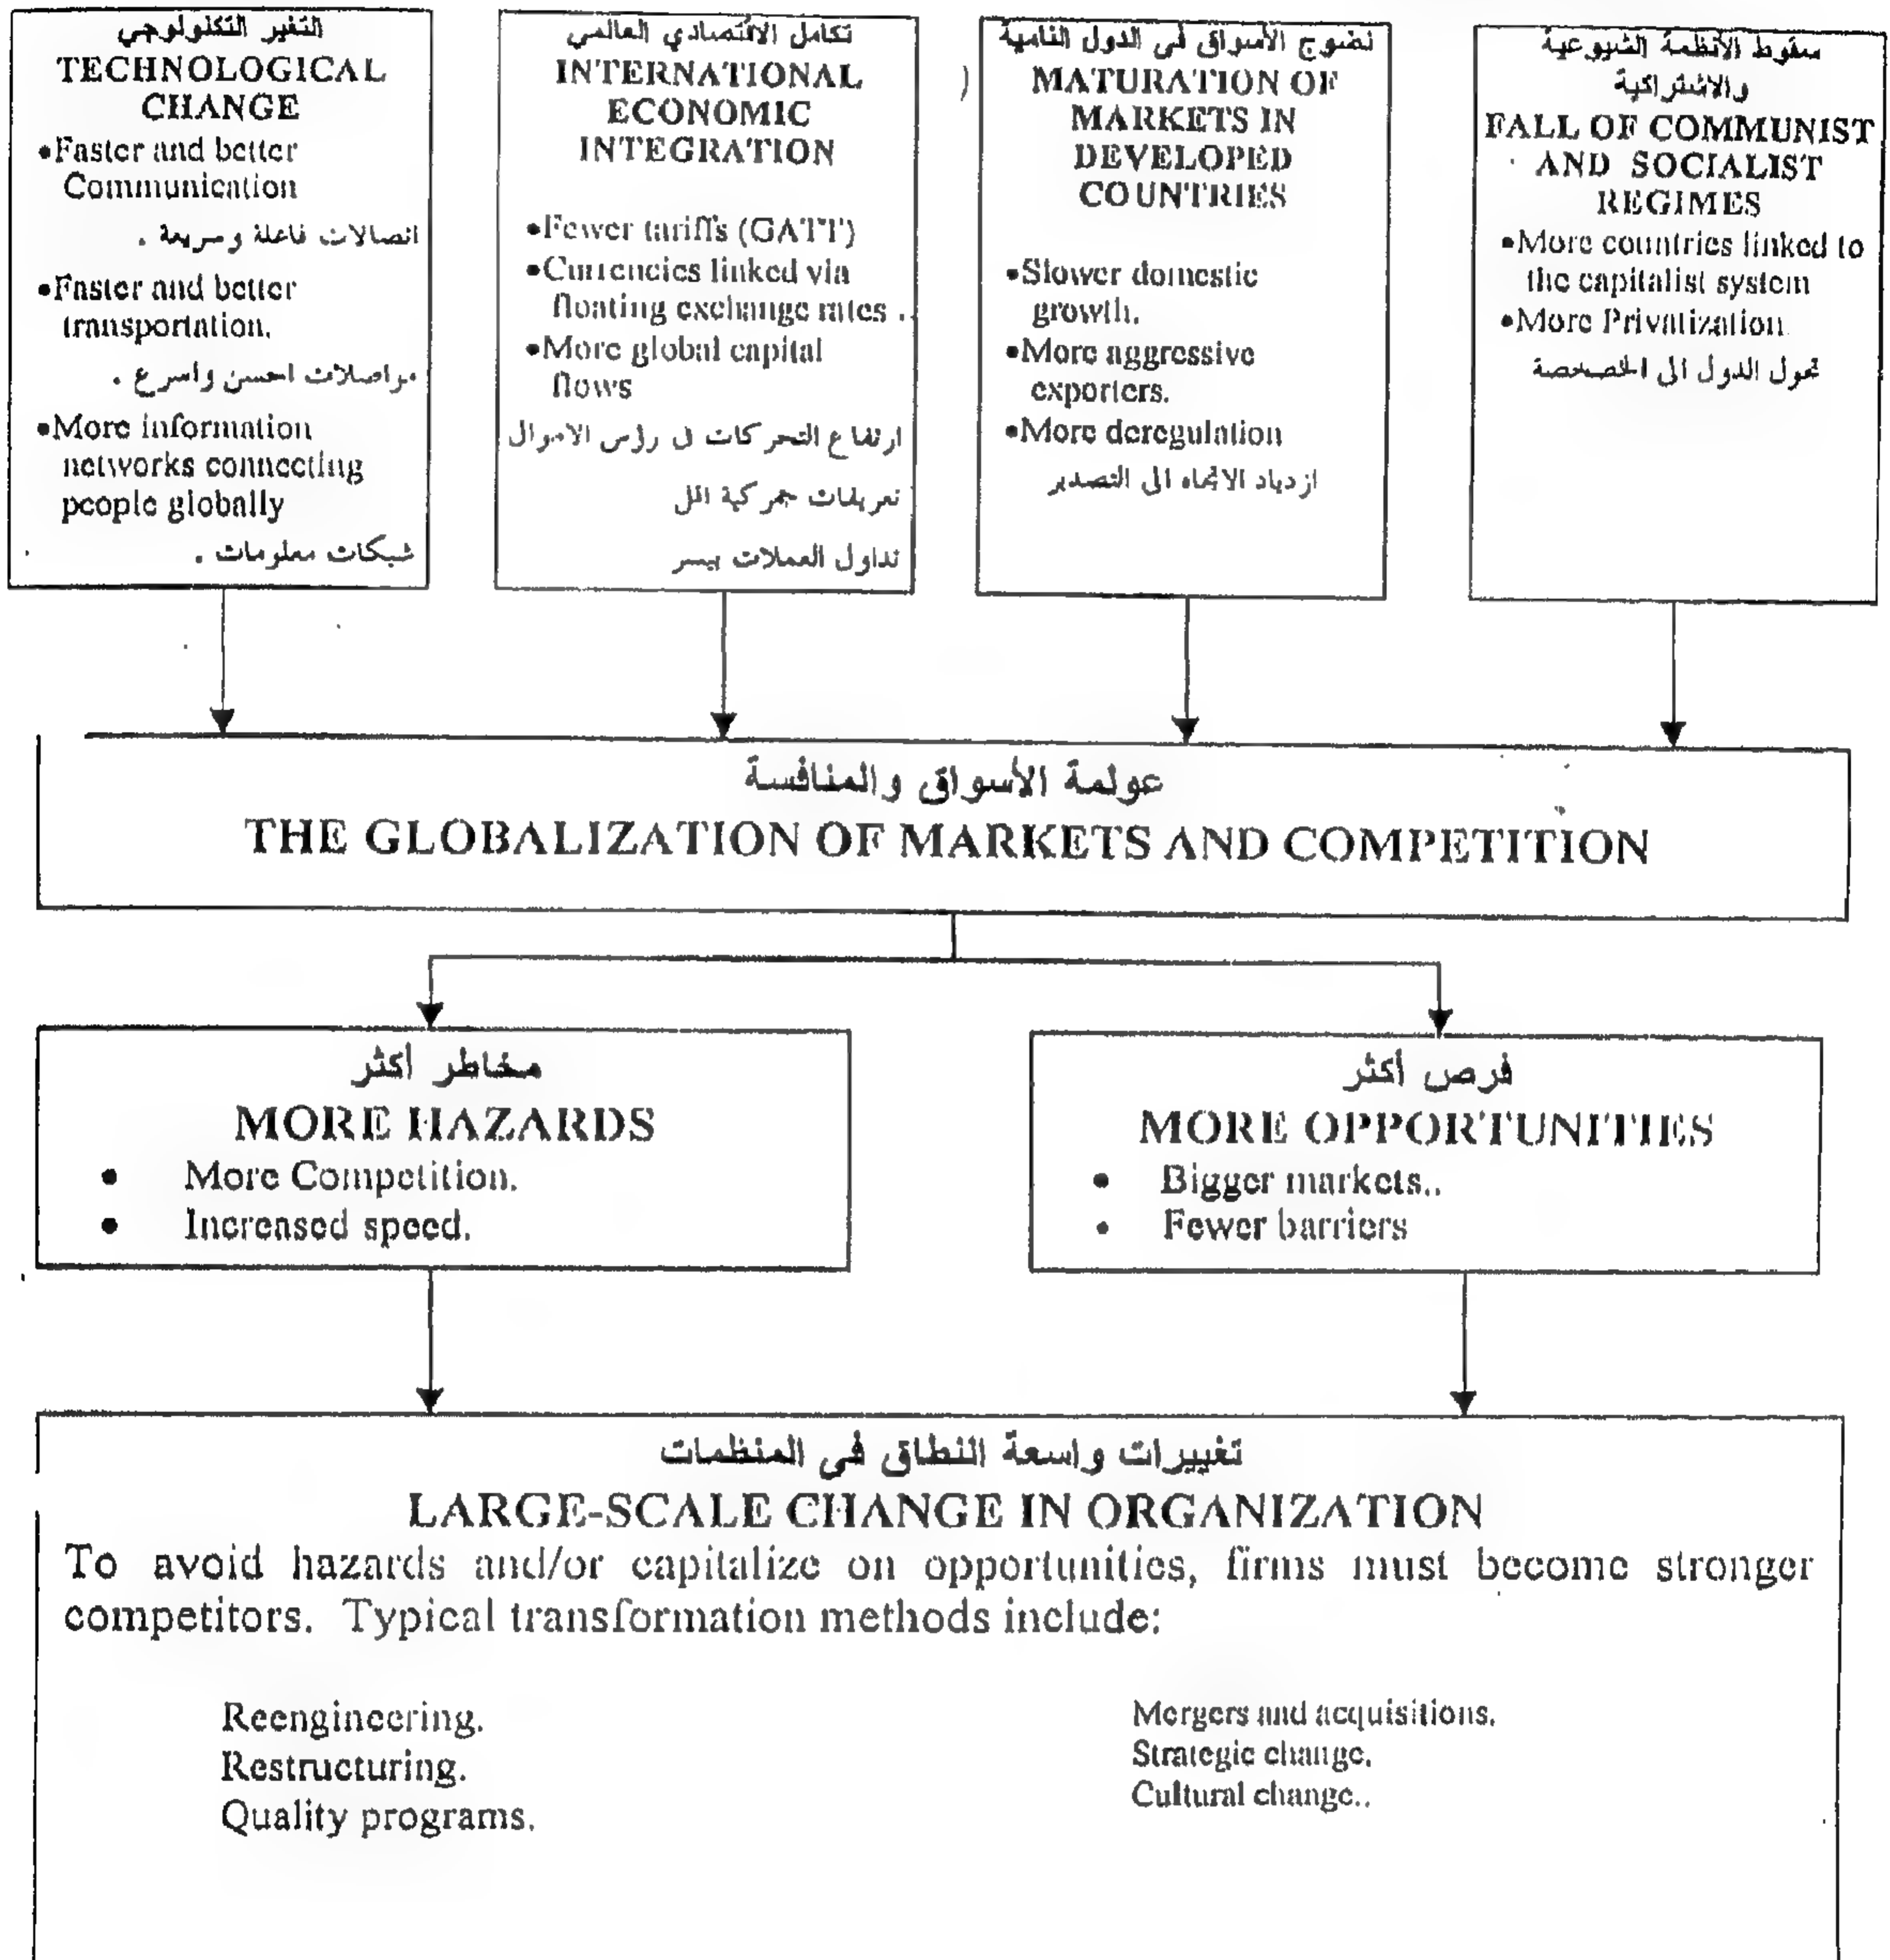 التغير التكنولوجي
TECHNOLOGICAL
CHANGE
•Faster and better
Communication
اتصالات فاعلة وسريعة .
•Faster and better
transportation.
مواصلات احسن واسرع .
•More information
networks connecting
people globally
شبكات معلومات .
تكامل الاقتصادي العالمي
INTERNATIONAL
ECONOMIC
INTEGRATION
•Fewer tariffs (GATT)
•Currencies linked via
floating exchange rates .
•More global capital
flows
ارتفاع التحركات في رؤس الاموال
تعريفات جمركية اقل
تداول العملات بيسر
نضوج الأسواق في الدول النامية
MATURATION OF
MARKETS IN
DEVELOPED
COUNTRIES
•Slower domestic
growth.
•More aggressive
exporters.
•More deregulation
ازدياد الاتجاه الى التصدير
سقوط الأنظمة الشيوعية
والاشتراكية
FALL OF COMMUNIST
AND SOCIALIST
REGIMES
•More countries linked to
the capitalist system
•More Privatization
تحول الدول الى الخصخصة
عولمة الأسواق والمنافسة
THE GLOBALIZATION OF MARKETS AND COMPETITION
مخاطر أكثر
MORE HAZARDS
• More Competition.
• Increased speed.
فرص أكثر
MORE OPPORTUNITIES
• Bigger markets..
• Fewer barriers
تغييرات واسعة النطاق في المنظمات
LARGE-SCALE CHANGE IN ORGANIZATION
To avoid hazards and/or capitalize on opportunities, firms must become stronger
competitors. Typical transformation methods include:
Reengineering.
Restructuring.
Quality programs.
Mergers and acquisitions.
Strategic change.
Cultural change..